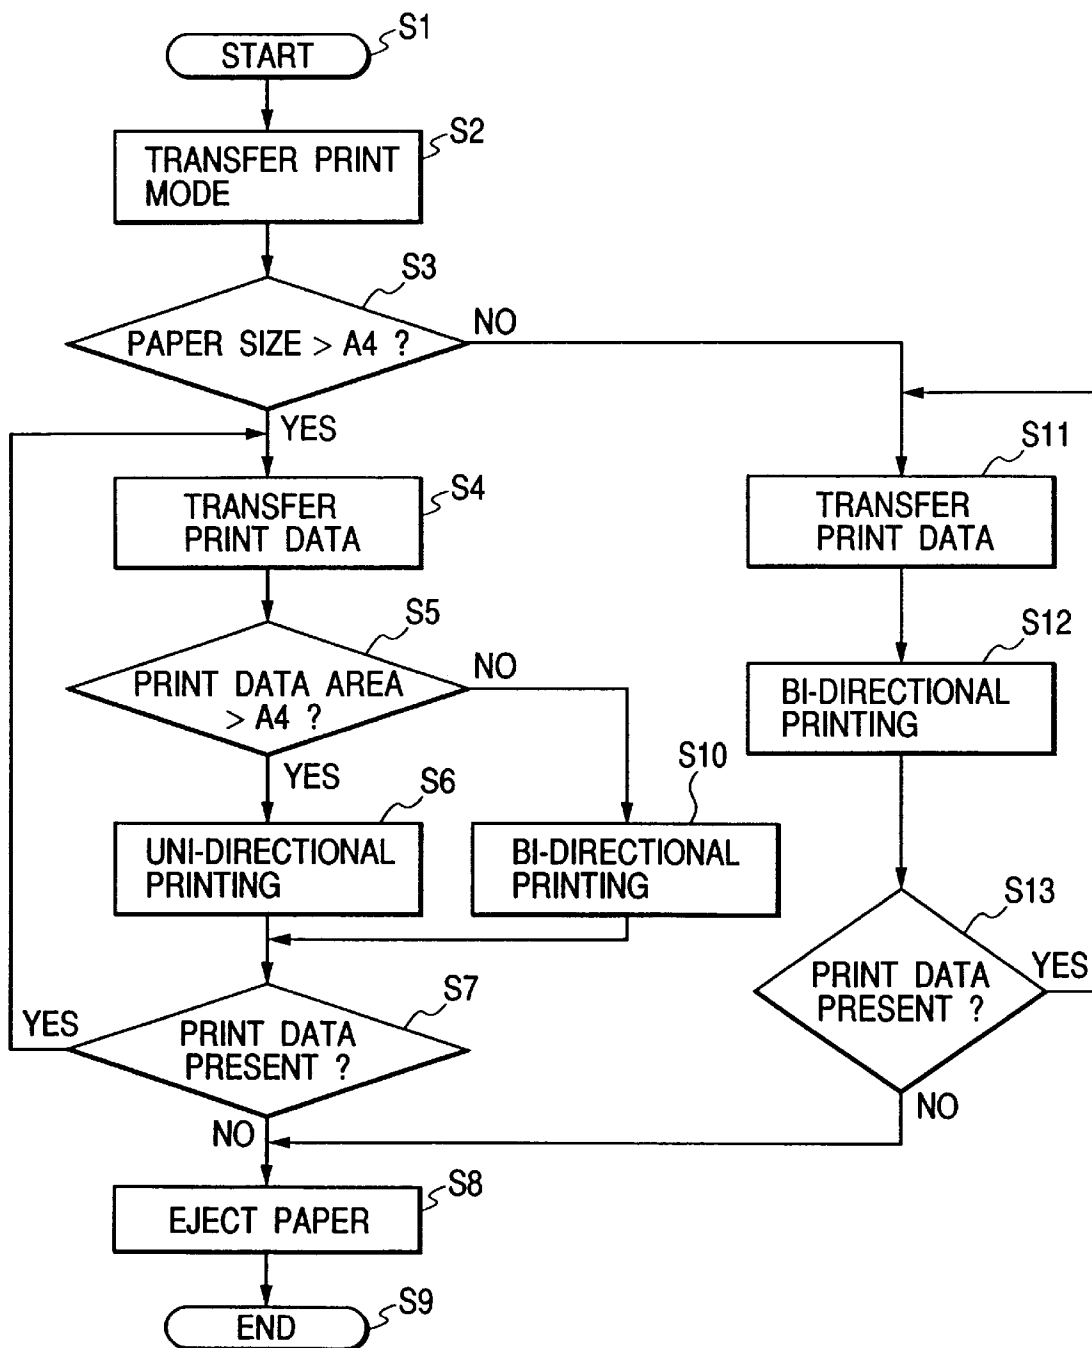 START
S1
TRANSFER PRINT
MODE
S2
PAPER SIZE > A4 ?
S3
NO
YES
TRANSFER
PRINT DATA
S4
PRINT DATA AREA
> A4 ?
S5
NO
YES
UNI-DIRECTIONAL
PRINTING
S6
BI-DIRECTIONAL
PRINTING
S10
PRINT DATA
PRESENT ?
S7
YES
NO
EJECT PAPER
S8
END
S9
TRANSFER
PRINT DATA
S11
BI-DIRECTIONAL
PRINTING
S12
PRINT DATA
PRESENT ?
S13
YES
NO